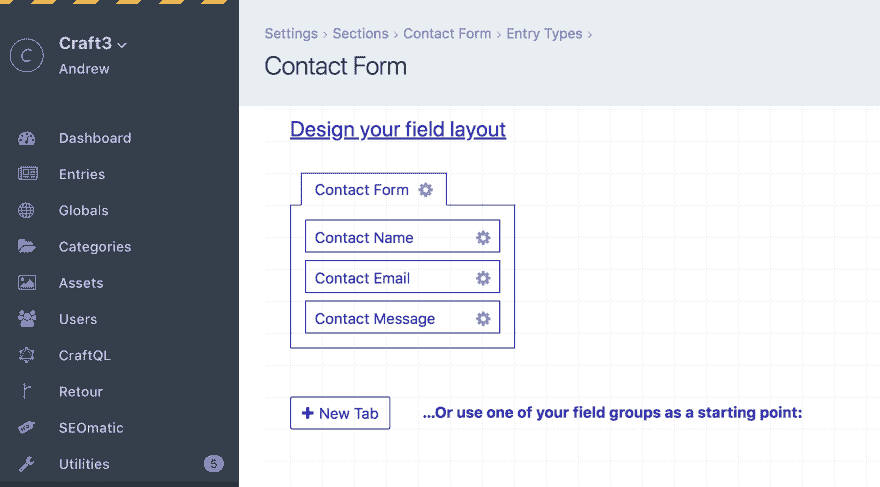 C
Craft3
Andrew
Dashboard
Entries
Globals
Categories
Assets
Users
CraftQL
Retour
SEOmatic
Utilities 5
Settings › Sections › Contact Form › Entry Types ›
Contact Form
Design your field layout
Contact Form
Contact Name
Contact Email
Contact Message
+ New Tab
...Or use one of your field groups as a starting point: